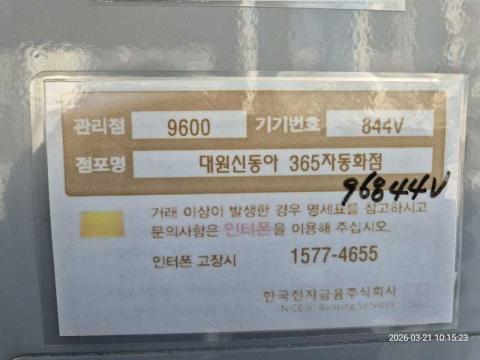 관리점 9600 기기번호 844V
점포명 대원신동아 365자동화점
96844V
거래 이상이 발생한 경우 명세표를 참고하시고
문의사항은 인터폰을 이용해 주십시오.
인터폰 고장시 1577-4655
한국전자금융주식회사
NICE e-Banking Services
2026-03-21 10:15:23